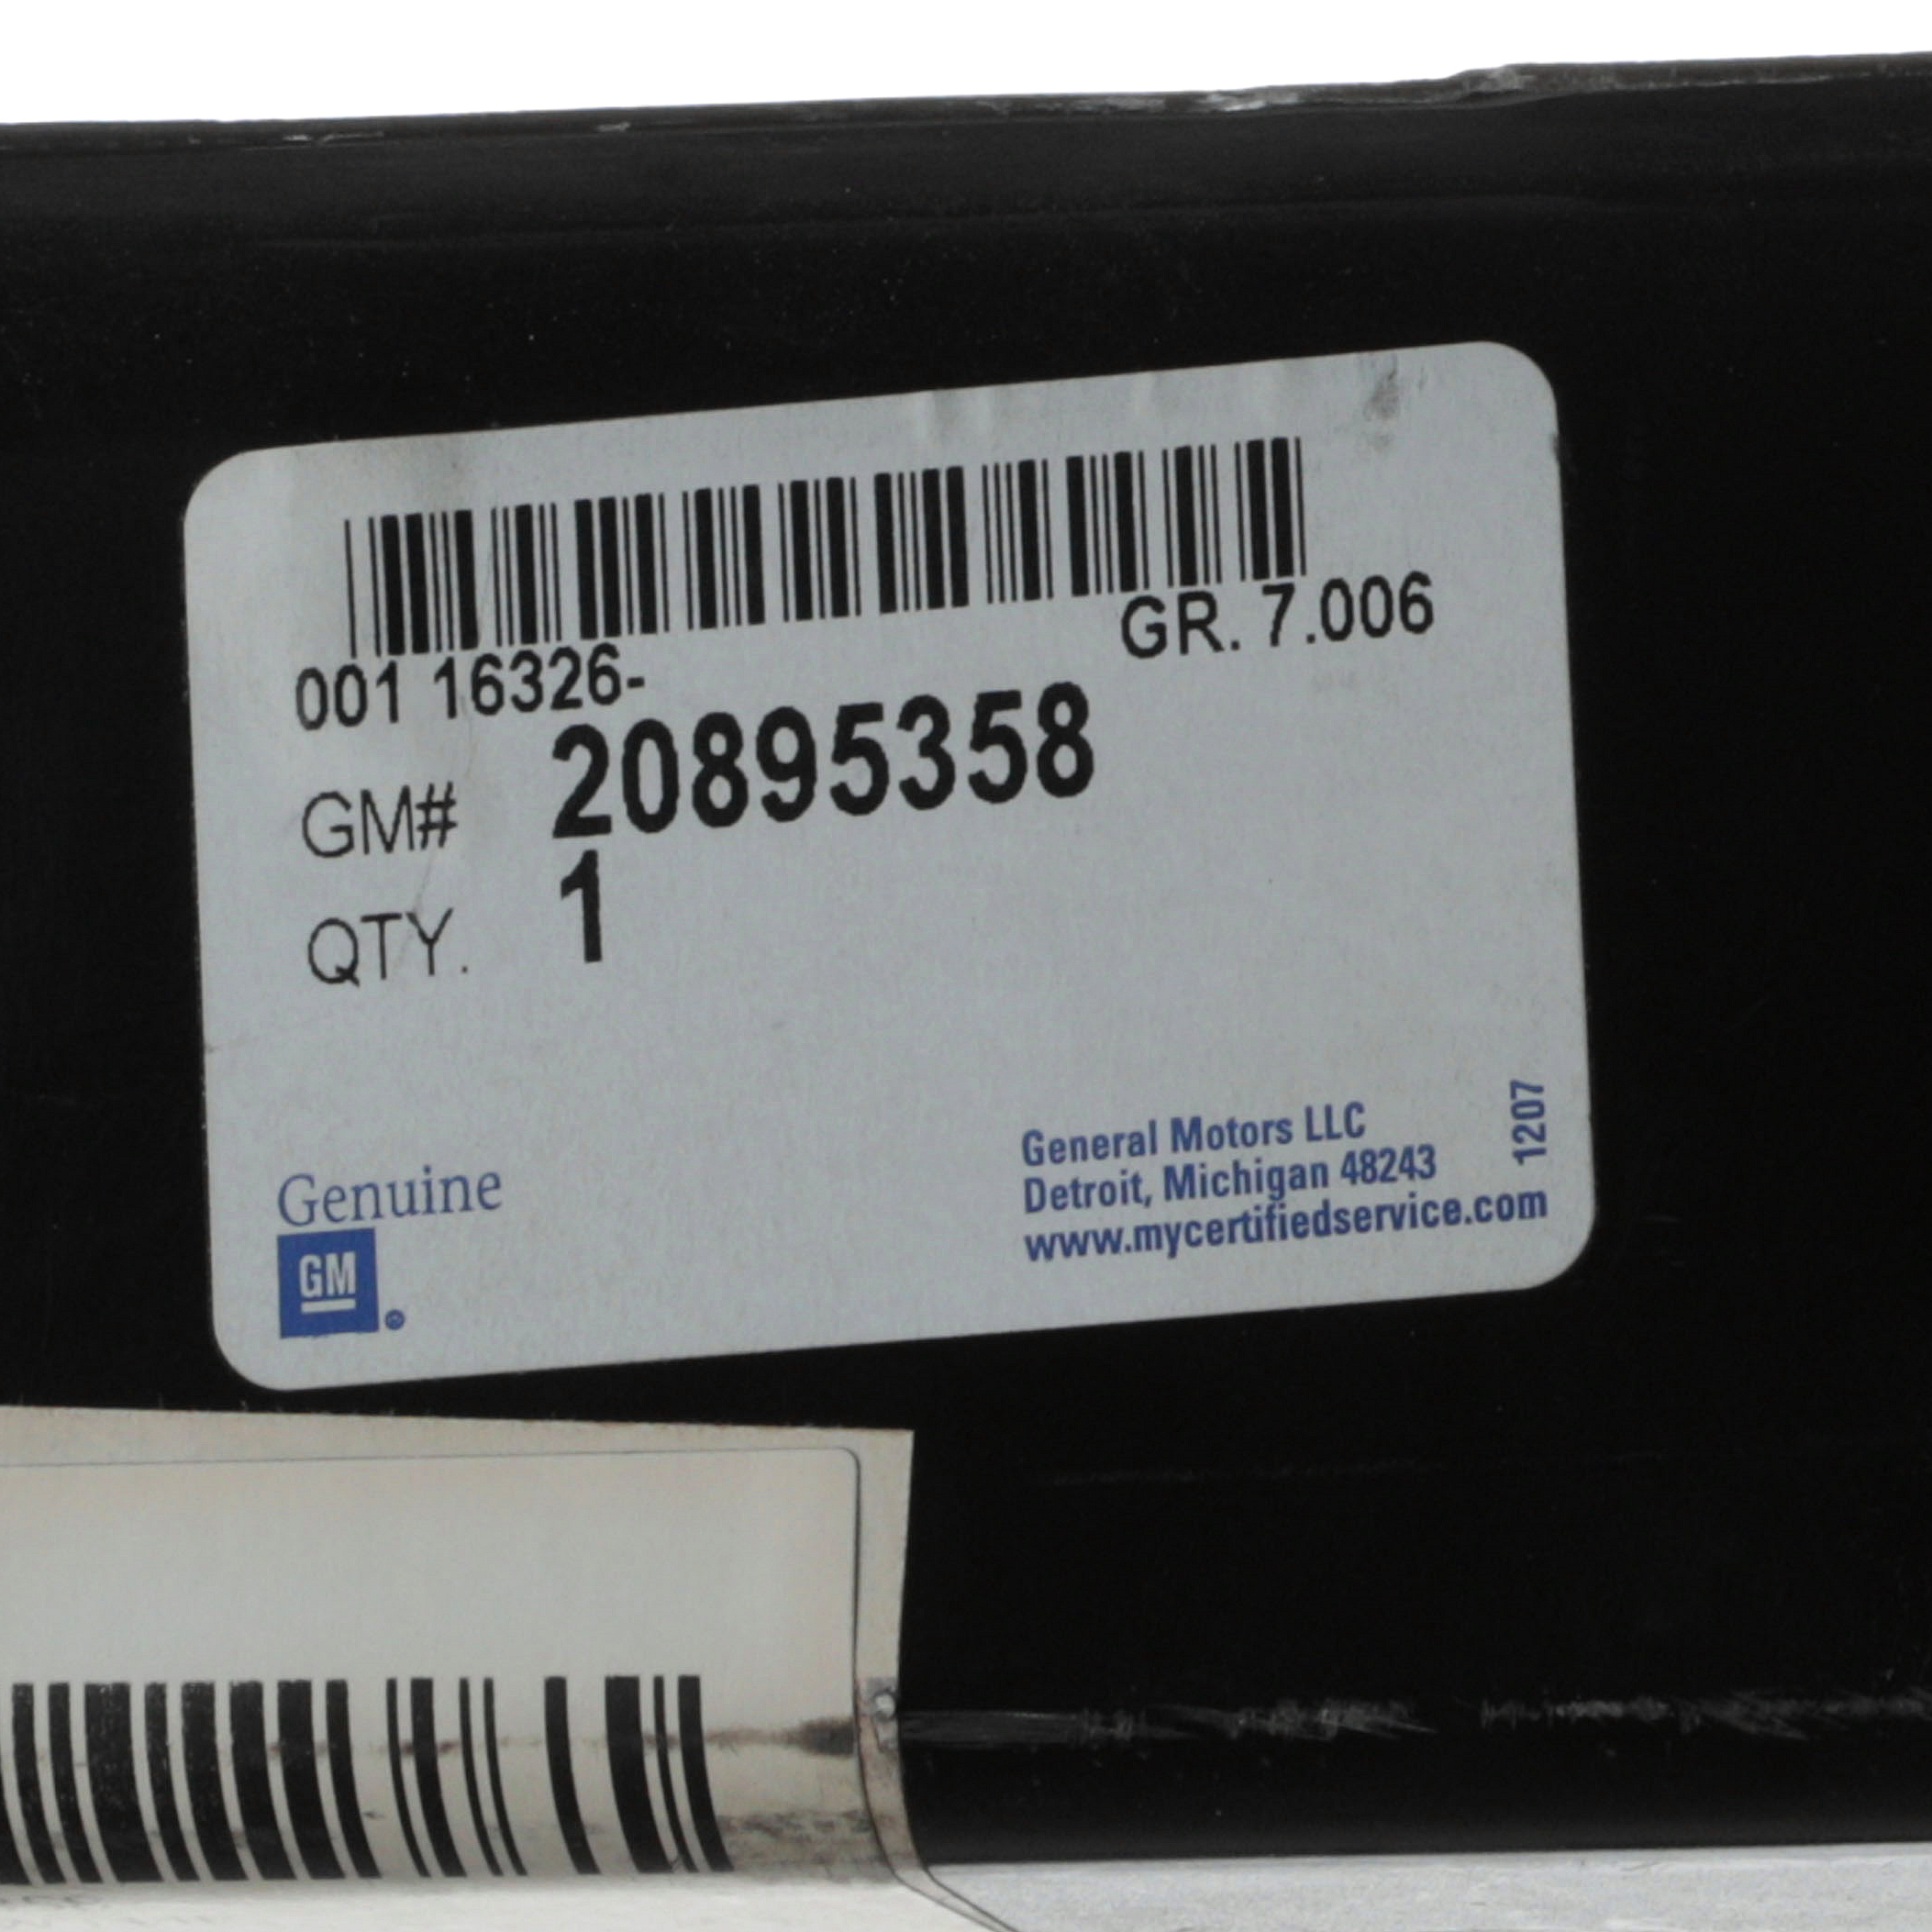 001 16326-
GR. 7.006
GM# 20895358
QTY. 1
Genuine
GM
®
General Motors LLC
Detroit, Michigan 48243
www.mycertifiedservice.com
1207